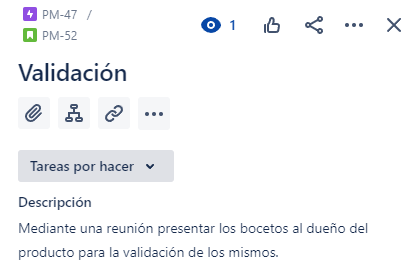 PM-47 /
PM-52
1
Validación
Tareas por hacer
Descripción
Mediante una reunión presentar los bocetos al dueño del
producto para la validación de los mismos.